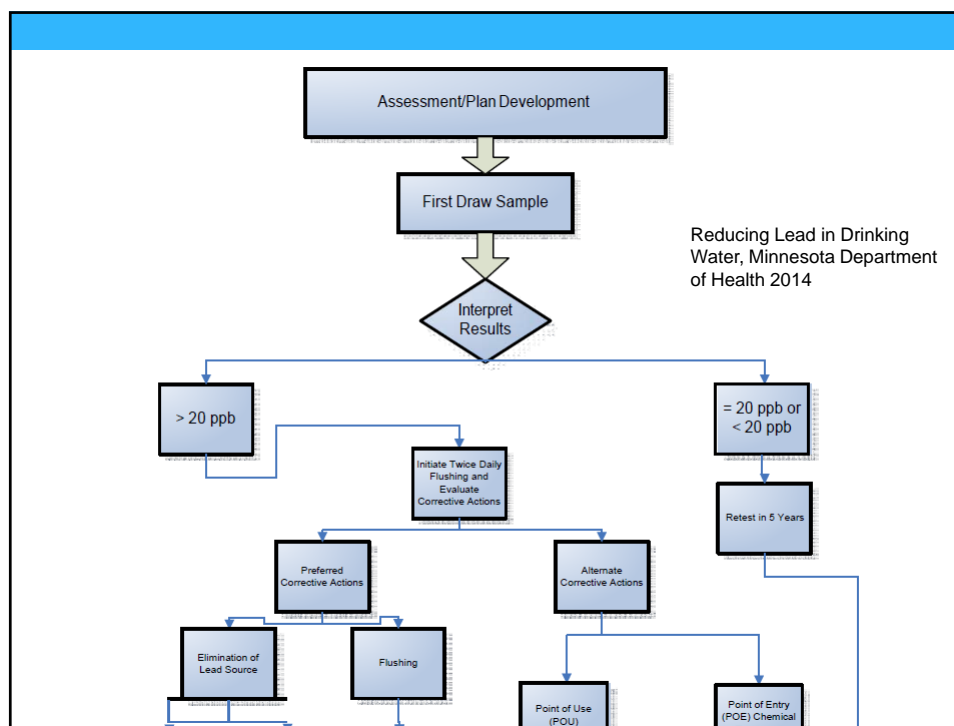 Assessment/Plan Development
First Draw Sample
Reducing Lead in Drinking
Water, Minnesota Department
of Health 2014
Interpret
Results
> 20 ppb
= 20 ppb or
< 20 ppb
Initiate Twice Daily
Flushing and
Evaluate
Corrective Actions
Retest in 5 Years
Preferred
Corrective Actions
Alternate
Corrective Actions
Elimination of
Lead Source
Flushing
Point of Use
(POU)
Point of Entry
(POE) Chemical